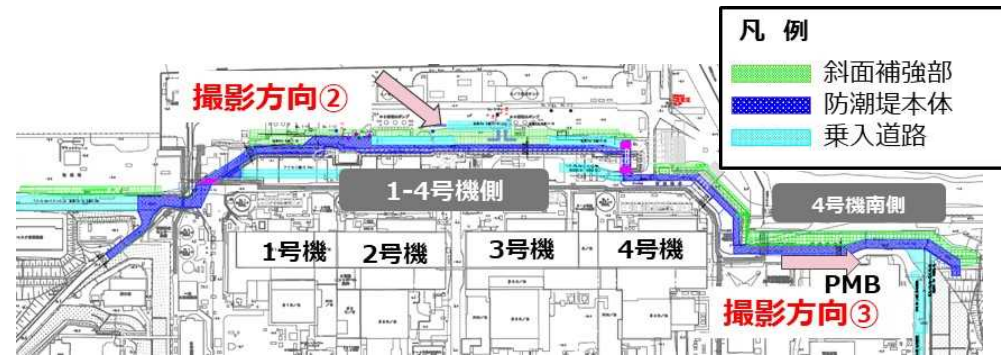 凡 例
斜面補強部
防潮堤本体
乗入道路
撮影方向②
1-4号機側
4号機南側
1号機
2号機
3号機
4号機
PMB
撮影方向③